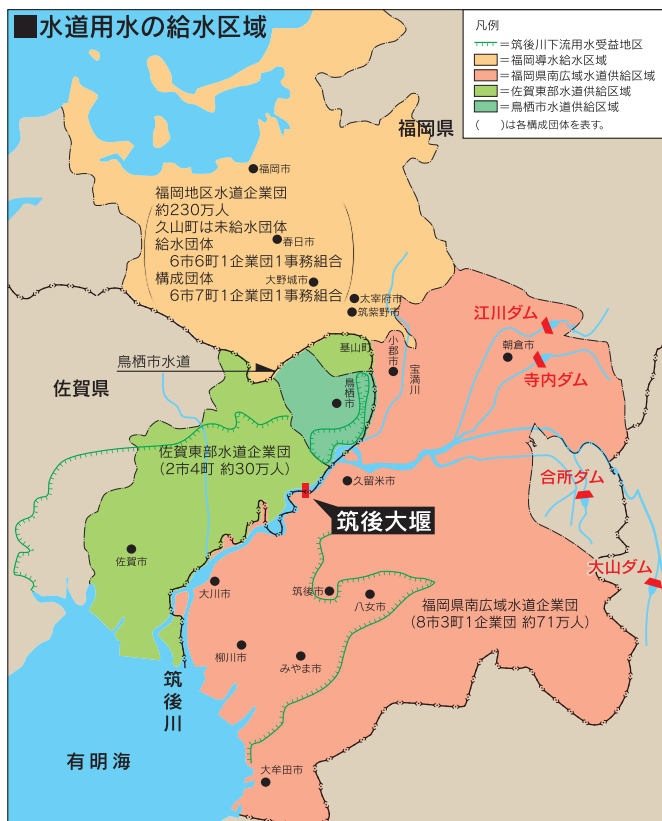 ■水道用水の給水区域
凡例
=筑後川下流用水受益地区
=福岡導水給水区域
=福岡県南広域水道供給区域
=佐賀東部水道供給区域
=鳥栖市水道供給区域
(　)は各構成団体を表す。
福岡県
福岡市
福岡地区水道企業団
約230万人
久山町は未給水団体
給水団体
6市6町1企業団1事務組合
構成団体
6市7町1企業団1事務組合
春日市
大野城市
太宰府市
筑紫野市
江川ダム
朝倉市
寺内ダム
小郡市
宝満川
基山町
鳥栖市水道
鳥栖市
佐賀県
佐賀東部水道企業団
(2市4町 約30万人)
久留米市
合所ダム
筑後大堰
大山ダム
佐賀市
大川市
筑後市
八女市
福岡県南広域水道企業団
(8市3町1企業団 約71万人)
柳川市
みやま市
筑後川
有明海
大牟田市